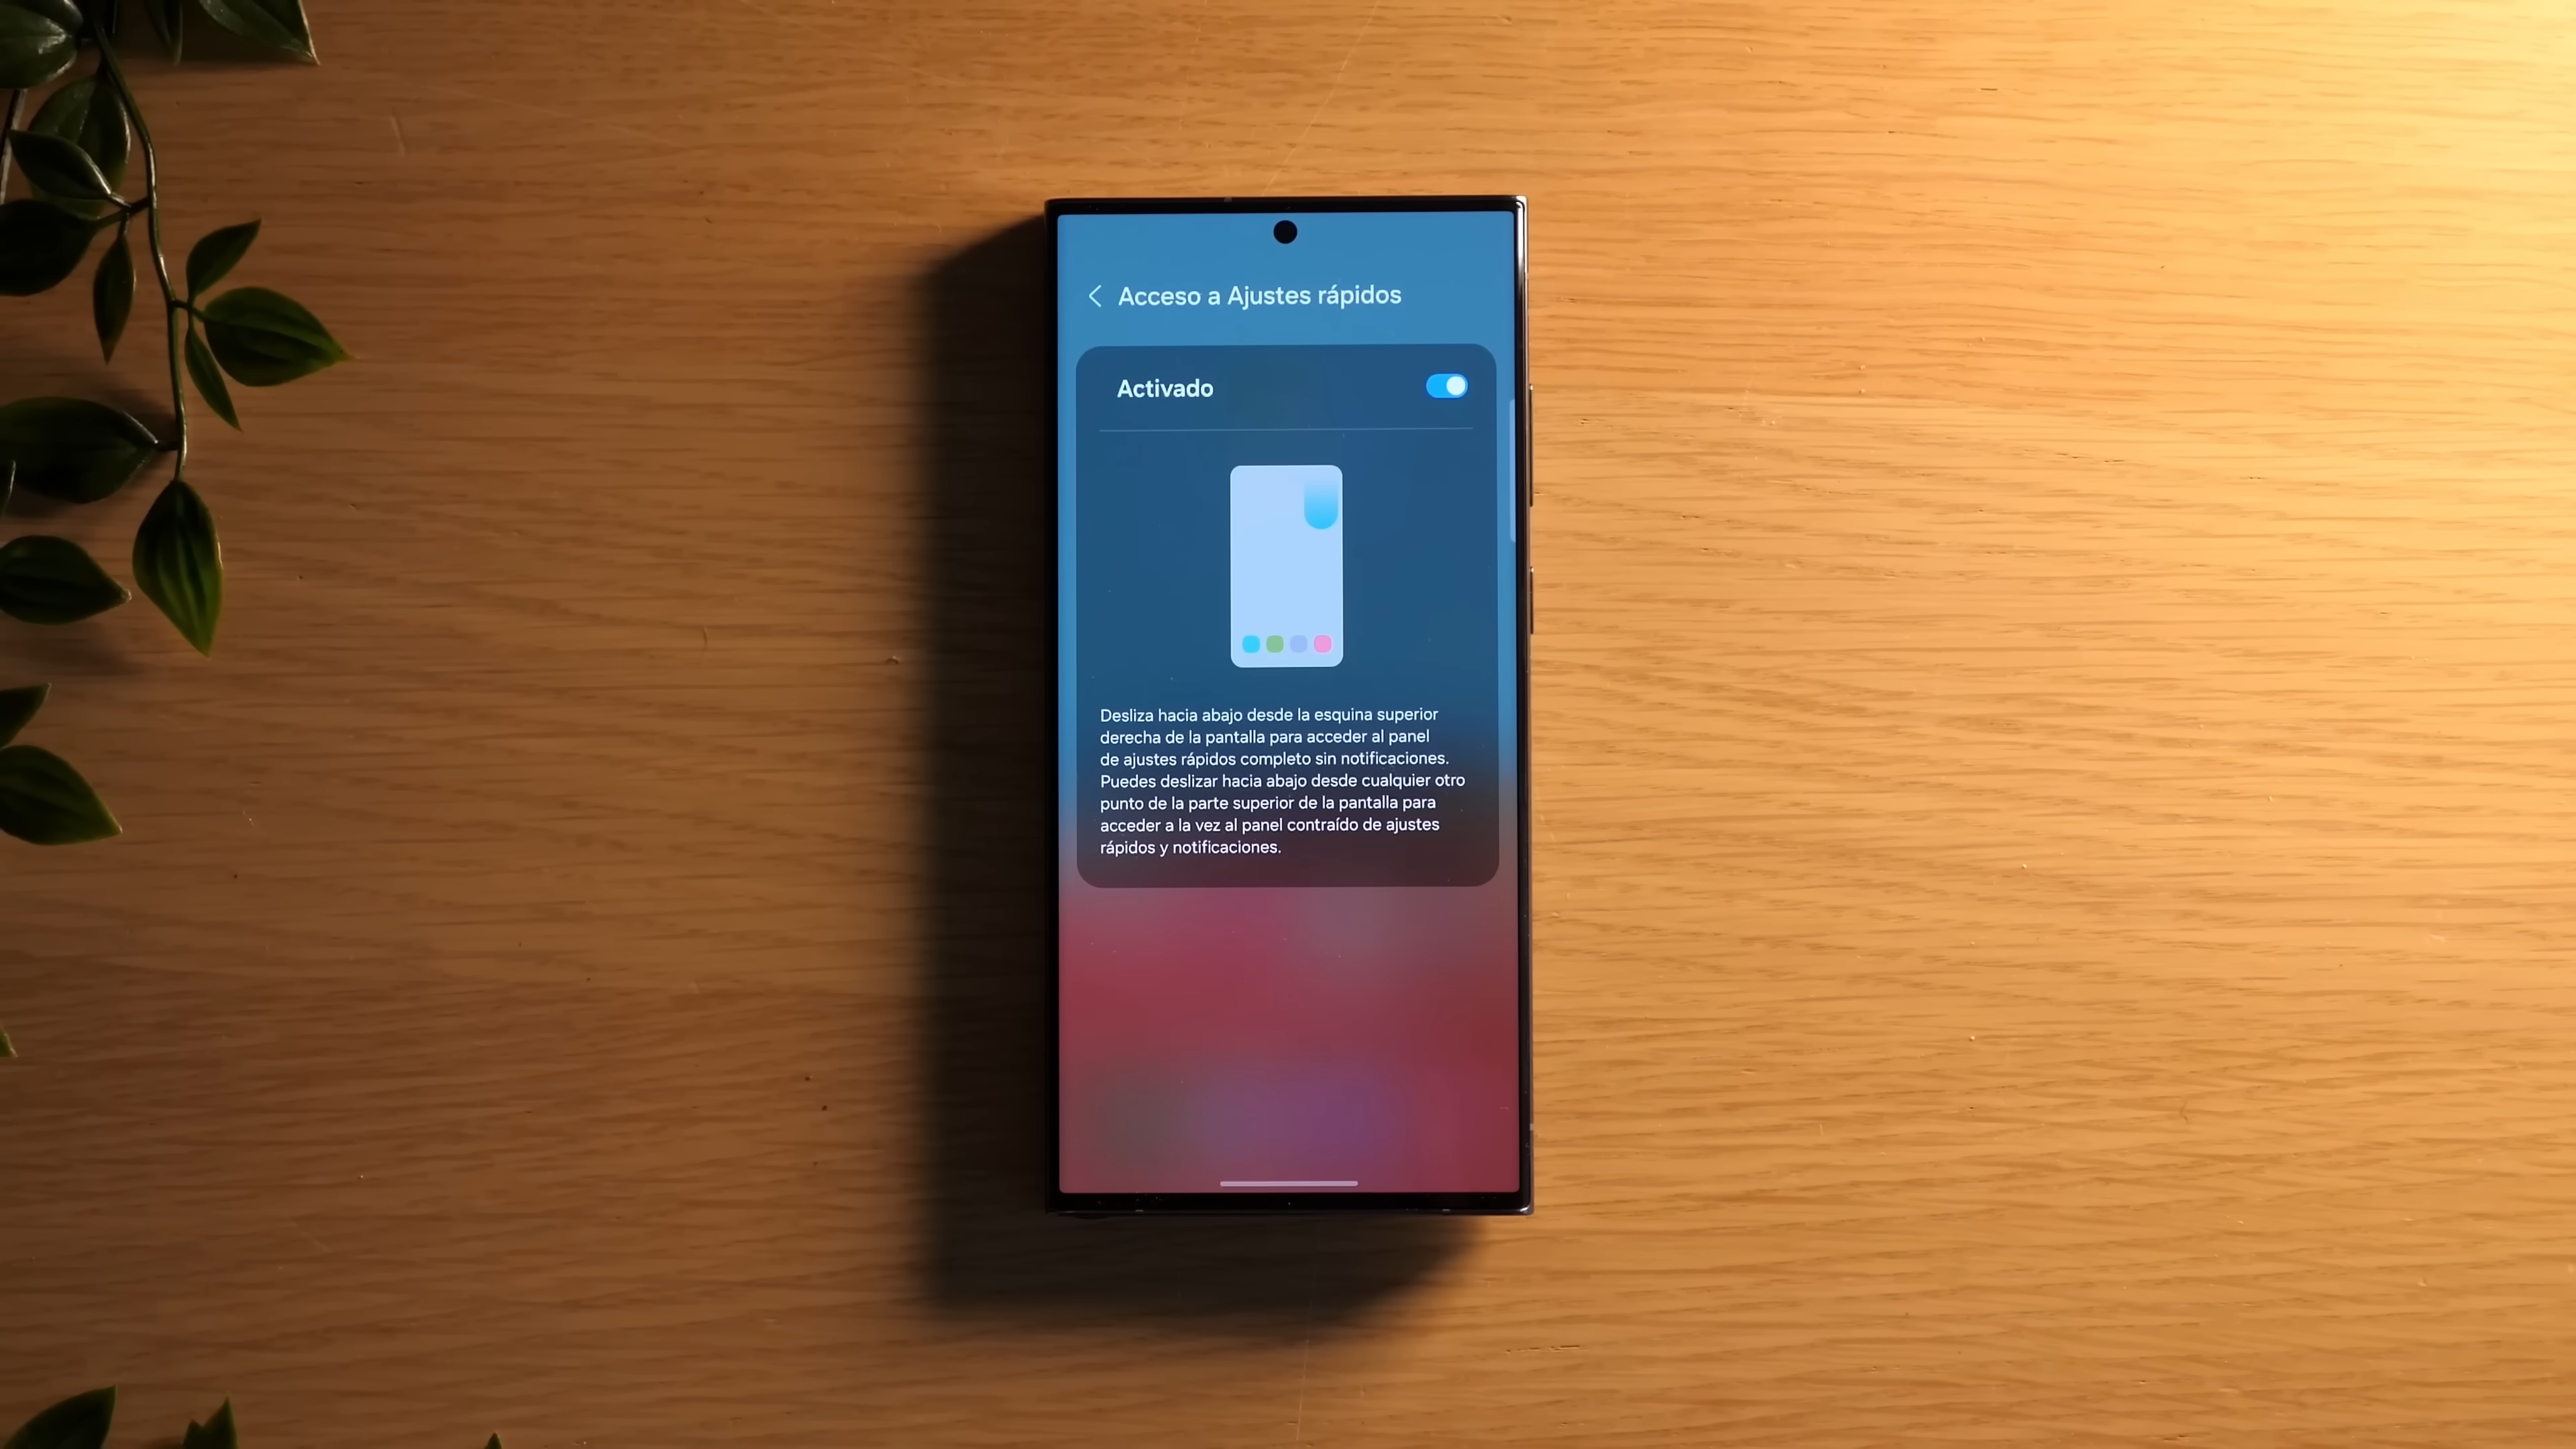 Acceso a Ajustes rápidos
Activado
Desliza hacia abajo desde la esquina superior
derecha de la pantalla para acceder al panel
de ajustes rápidos completo sin notificaciones.
Puedes deslizar hacia abajo desde cualquier otro
punto de la parte superior de la pantalla para
acceder a la vez al panel contraído de ajustes
rápidos y notificaciones.